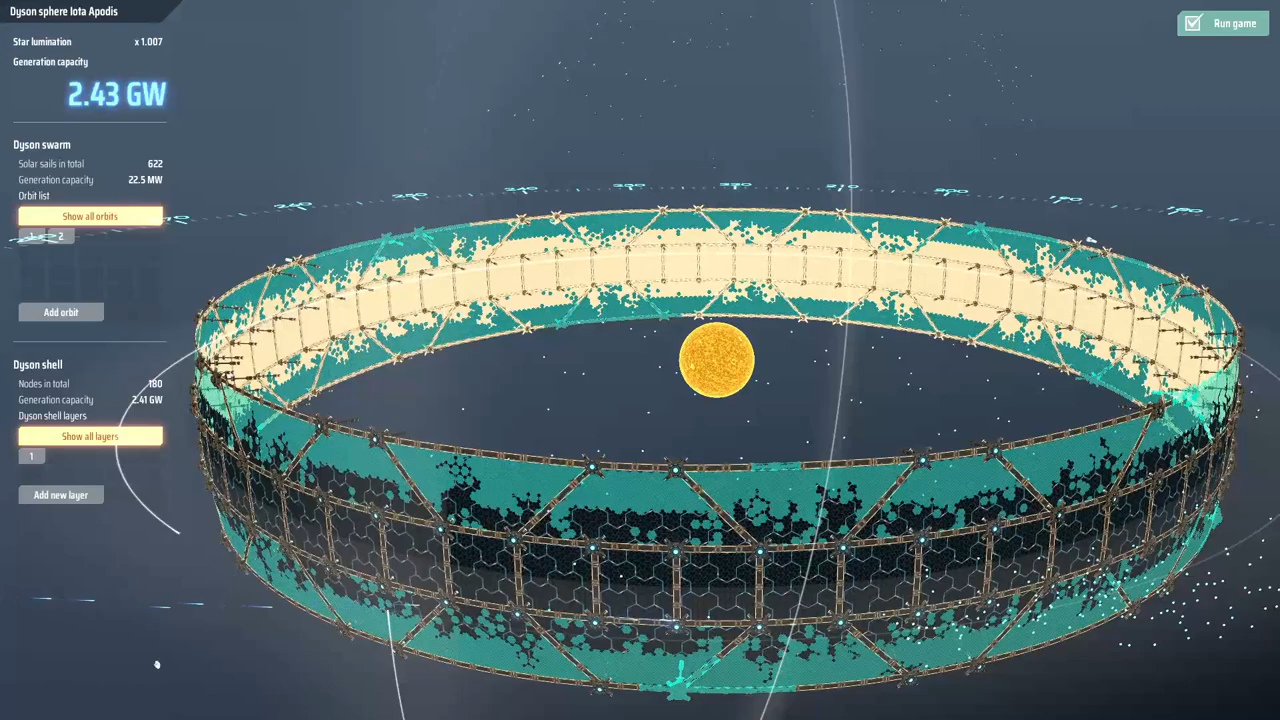 Dyson sphere Iota Apodis
Run game
Star lumination x 1.007
Generation capacity
2.43 GW
Dyson swarm
Solar sails in total 622
Generation capacity 22.5 MW
Orbit list
Show all orbits
1 2
Add orbit
Dyson shell
Nodes in total 180
Generation capacity 2.41 GW
Dyson shell layers
Show all layers
1
Add new layer
210